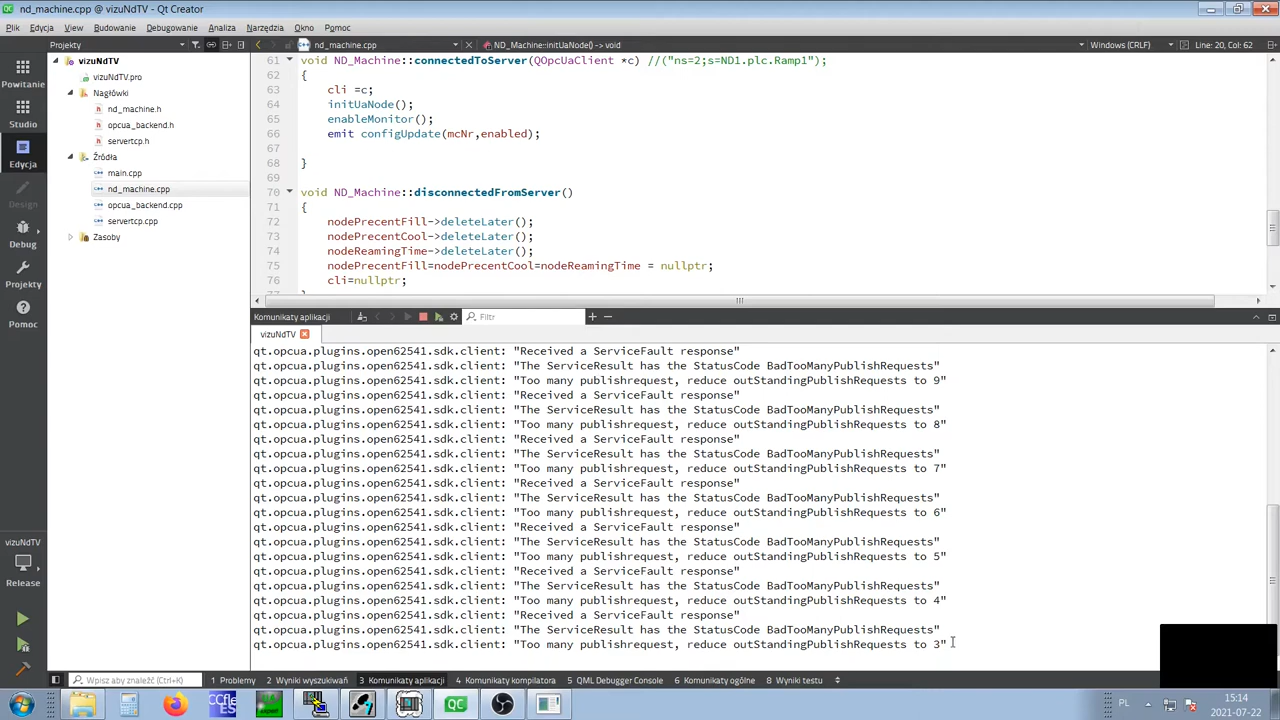 nd_machine.cpp @ vizuNdTV - Qt Creator
Plik Edycja View Budowanie Debugowanie Analiza Narzędzia Okno Pomoc
Projekty nd_machine.cpp ND_Machine::initUaNode() -> void Windows (CRLF) Line: 20, Col: 62
vizuNdTV
vizuNdTV.pro
Nagłówki
nd_machine.h
opcua_backend.h
servertcp.h
Źródła
main.cpp
nd_machine.cpp
opcua_backend.cpp
servertcp.cpp
Zasoby
Powitanie
Studio
Edycja
Design
Debug
Projekty
Pomoc
vizuNdTV
Release
61 void ND_Machine::connectedToServer(QOpcUaClient *c) //("ns=2;s=ND1.plc.Ramp1");
62 {
63 cli =c;
64 initUaNode();
65 enableMonitor();
66 emit configUpdate(mcNr,enabled);
67
68 }
69
70 void ND_Machine::disconnectedFromServer()
71 {
72 nodePrecentFill->deleteLater();
73 nodePrecentCool->deleteLater();
74 nodeReamingTime->deleteLater();
75 nodePrecentFill=nodePrecentCool=nodeReamingTime = nullptr;
76 cli=nullptr;
Komunikaty aplikacji Filtr
vizuNdTV
qt.opcua.plugins.open62541.sdk.client: "Received a ServiceFault response"
qt.opcua.plugins.open62541.sdk.client: "The ServiceResult has the StatusCode BadTooManyPublishRequests"
qt.opcua.plugins.open62541.sdk.client: "Too many publishrequest, reduce outStandingPublishRequests to 9"
qt.opcua.plugins.open62541.sdk.client: "Received a ServiceFault response"
qt.opcua.plugins.open62541.sdk.client: "The ServiceResult has the StatusCode BadTooManyPublishRequests"
qt.opcua.plugins.open62541.sdk.client: "Too many publishrequest, reduce outStandingPublishRequests to 8"
qt.opcua.plugins.open62541.sdk.client: "Received a ServiceFault response"
qt.opcua.plugins.open62541.sdk.client: "The ServiceResult has the StatusCode BadTooManyPublishRequests"
qt.opcua.plugins.open62541.sdk.client: "Too many publishrequest, reduce outStandingPublishRequests to 7"
qt.opcua.plugins.open62541.sdk.client: "Received a ServiceFault response"
qt.opcua.plugins.open62541.sdk.client: "The ServiceResult has the StatusCode BadTooManyPublishRequests"
qt.opcua.plugins.open62541.sdk.client: "Too many publishrequest, reduce outStandingPublishRequests to 6"
qt.opcua.plugins.open62541.sdk.client: "Received a ServiceFault response"
qt.opcua.plugins.open62541.sdk.client: "The ServiceResult has the StatusCode BadTooManyPublishRequests"
qt.opcua.plugins.open62541.sdk.client: "Too many publishrequest, reduce outStandingPublishRequests to 5"
qt.opcua.plugins.open62541.sdk.client: "Received a ServiceFault response"
qt.opcua.plugins.open62541.sdk.client: "The ServiceResult has the StatusCode BadTooManyPublishRequests"
qt.opcua.plugins.open62541.sdk.client: "Too many publishrequest, reduce outStandingPublishRequests to 4"
qt.opcua.plugins.open62541.sdk.client: "Received a ServiceFault response"
qt.opcua.plugins.open62541.sdk.client: "The ServiceResult has the StatusCode BadTooManyPublishRequests"
qt.opcua.plugins.open62541.sdk.client: "Too many publishrequest, reduce outStandingPublishRequests to 3"
Wpisz aby znaleźć (Ctrl+K) 1 Problemy 2 Wyniki wyszukiwań 3 Komunikaty aplikacji 4 Komunikaty kompilatora 5 QML Debugger Console 6 Komunikaty ogólne 8 Wyniki testu
PL 15:14
2021-07-22